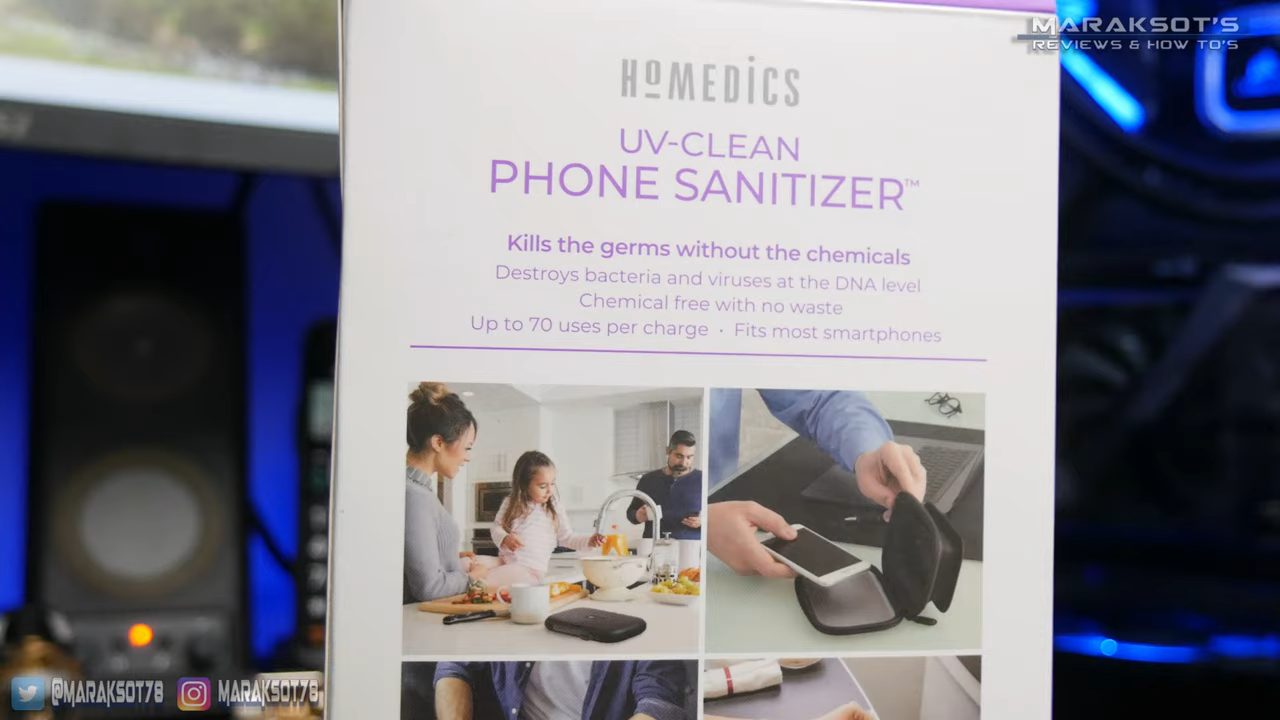 MARAKSOT'S
REVIEWS & HOW TO'S
HOMEDICS
UV-CLEAN
PHONE SANITIZER™
Kills the germs without the chemicals
Destroys bacteria and viruses at the DNA level
Chemical free with no waste
Up to 70 uses per charge · Fits most smartphones
@MARAKSOT78 MARAKSOT78